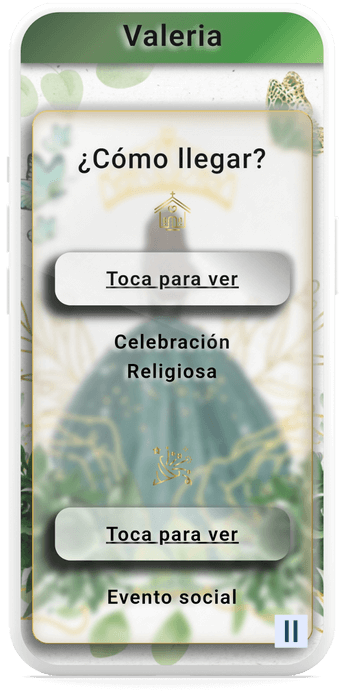 Valeria
¿Cómo llegar?
Toca para ver
Celebración
Religiosa
Toca para ver
Evento social